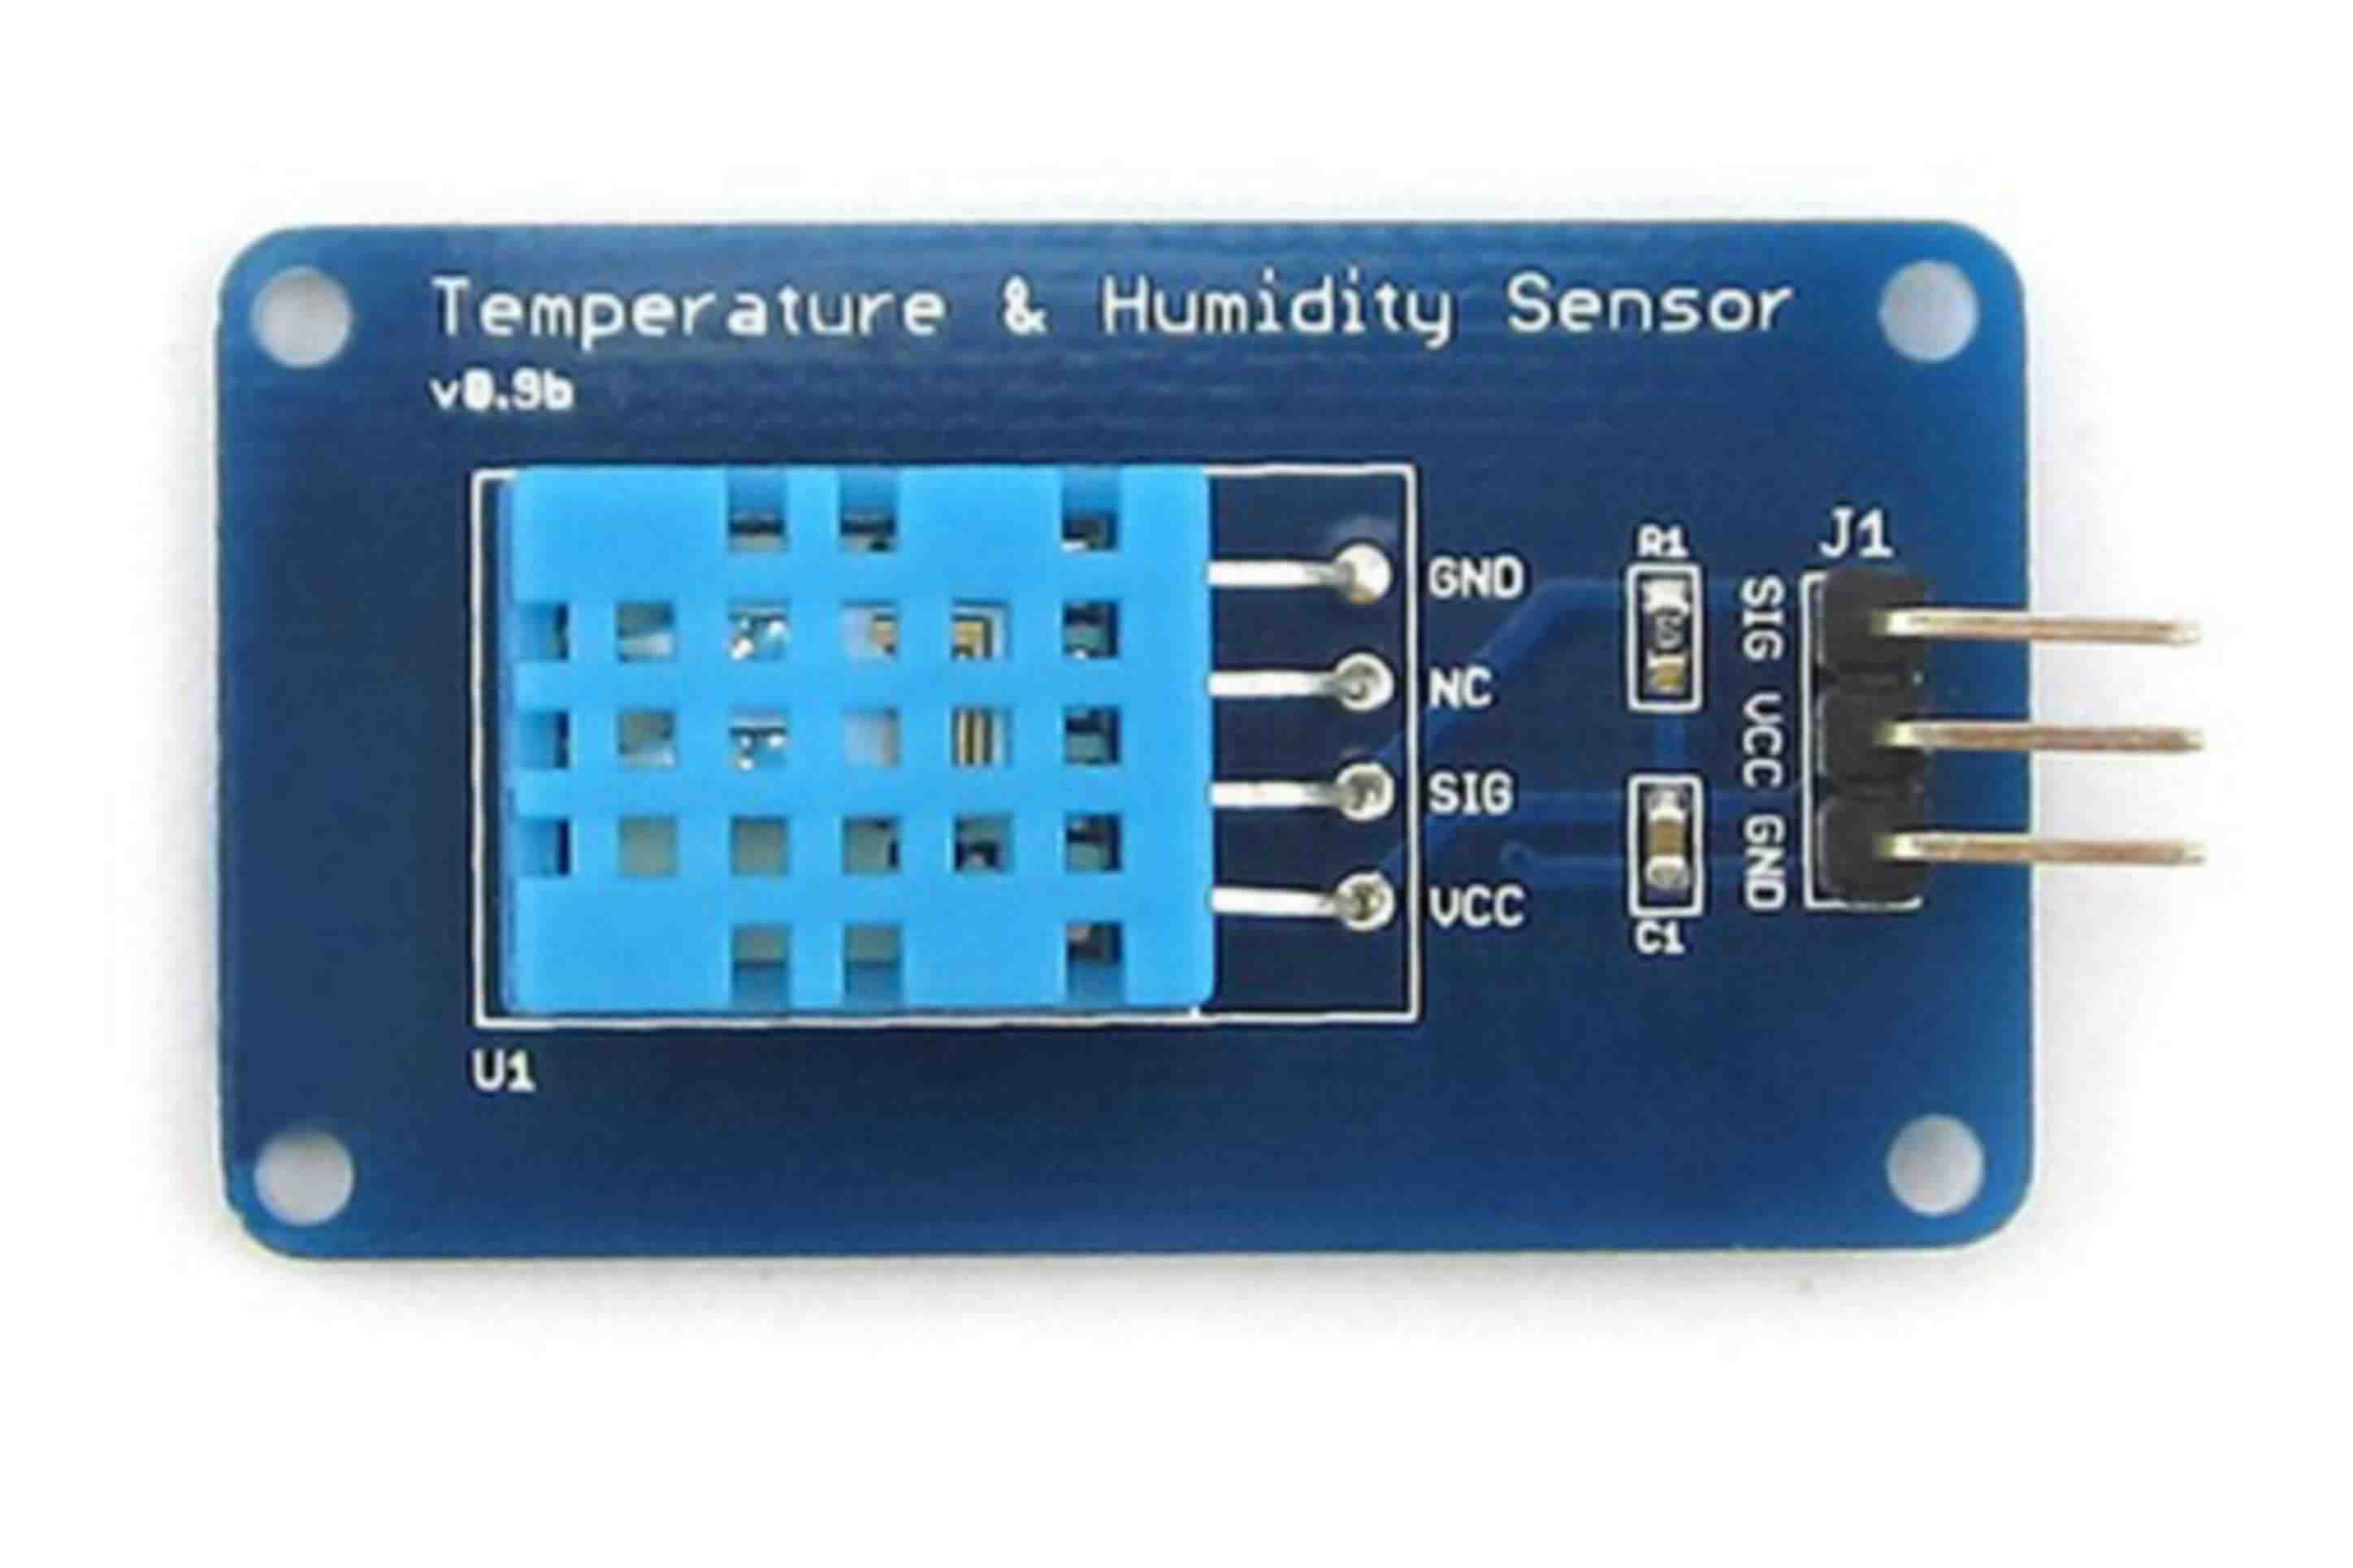 Temperature & Humidity Sensor
v0.9b
GND
NC
SIG
VCC
R1
C1
J1
SIG VCC GND
U1